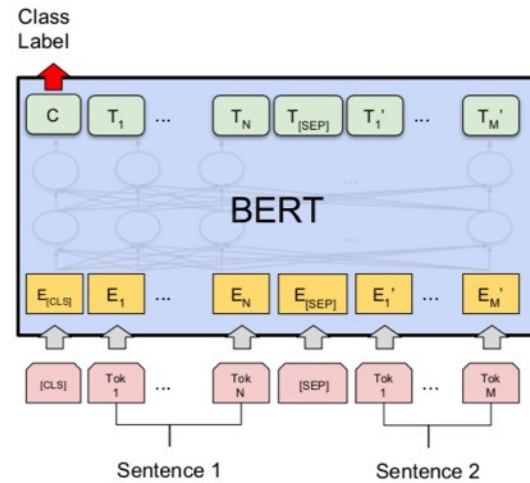 Class
Label
C T1 ... TN T[SEP] T1' ... TM'
...
BERT
...
E[CLS] E1 ... EN E[SEP] E1' ... EM'
[CLS] Tok 1 ... Tok N [SEP] Tok 1 ... Tok M
Sentence 1 Sentence 2